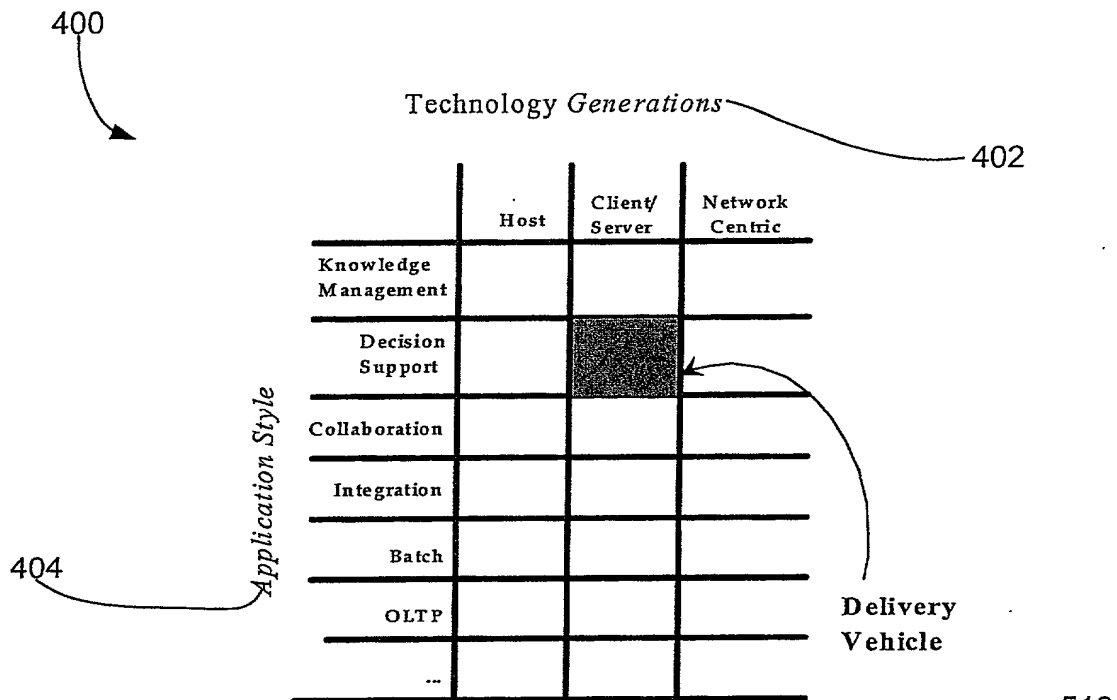 400
Technology Generations
402
Host
Client/
Server
Network
Centric
Knowledge
Management
Decision
Support
Collaboration
Integration
Batch
OLTP
...
Application Style
404
Delivery
Vehicle